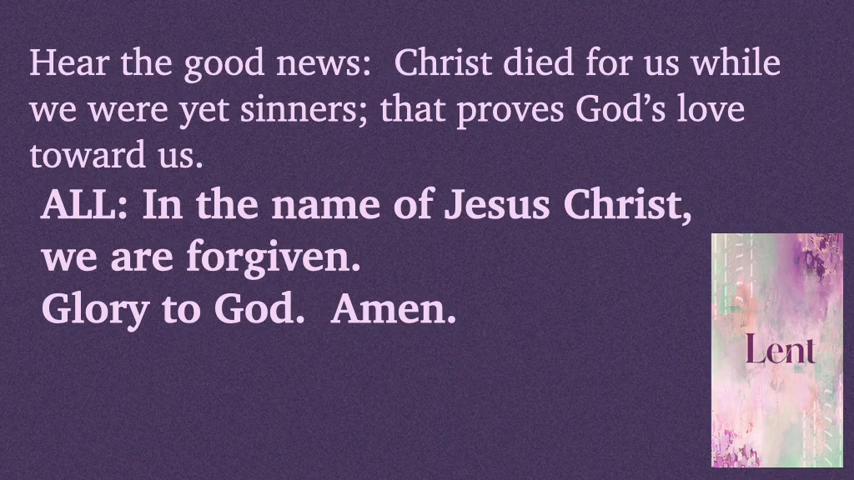 Hear the good news:  Christ died for us while
we were yet sinners; that proves God’s love
toward us.
ALL: In the name of Jesus Christ,
we are forgiven.
Glory to God.  Amen.
Lent